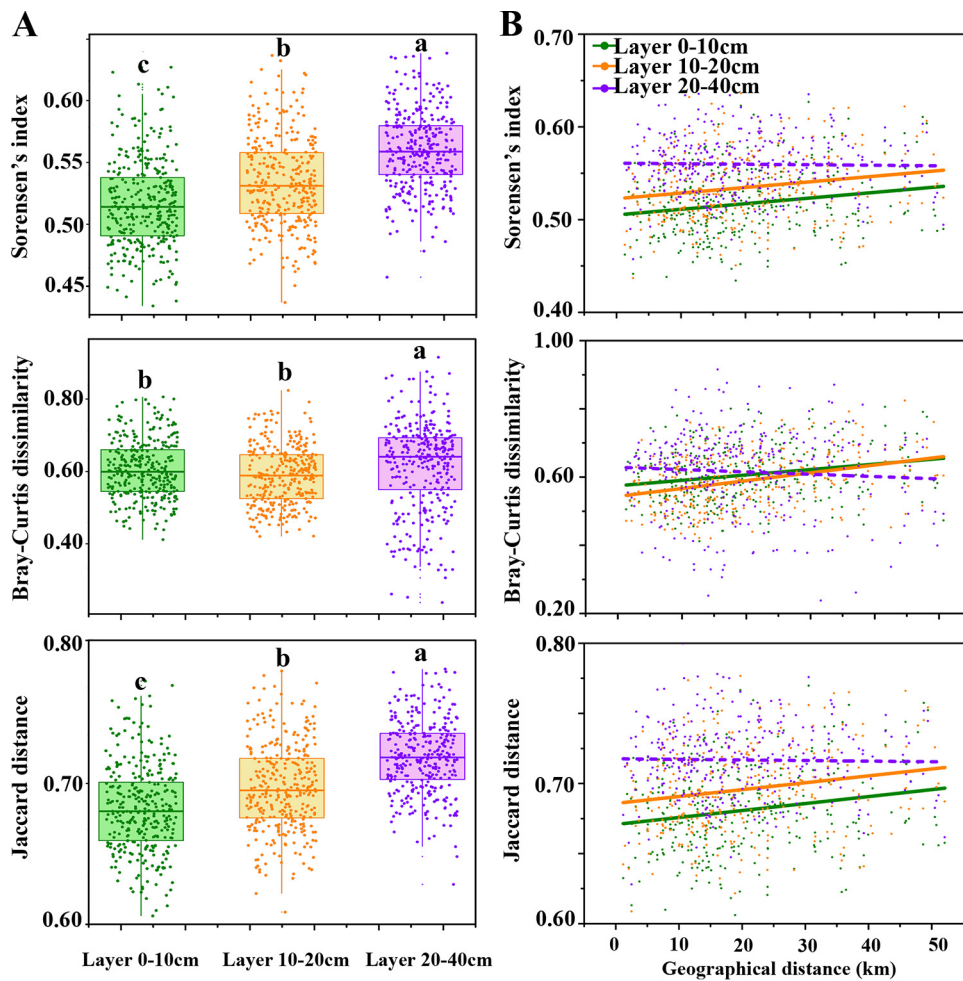 A
B
Sorensen's index
0.60
0.55
0.50
0.45
c
b
a
Sorensen's index
0.70
0.60
0.50
0.40
Layer 0-10cm
Layer 10-20cm
Layer 20-40cm
Bray-Curtis dissimilarity
0.80
0.60
0.40
b
b
a
Bray-Curtis dissimilarity
1.00
0.60
0.20
Jaccard distance
0.80
0.70
0.60
c
b
a
Layer 0-10cm
Layer 10-20cm
Layer 20-40cm
Jaccard distance
0.80
0.70
0.60
0
10
20
30
40
50
Geographical distance (km)